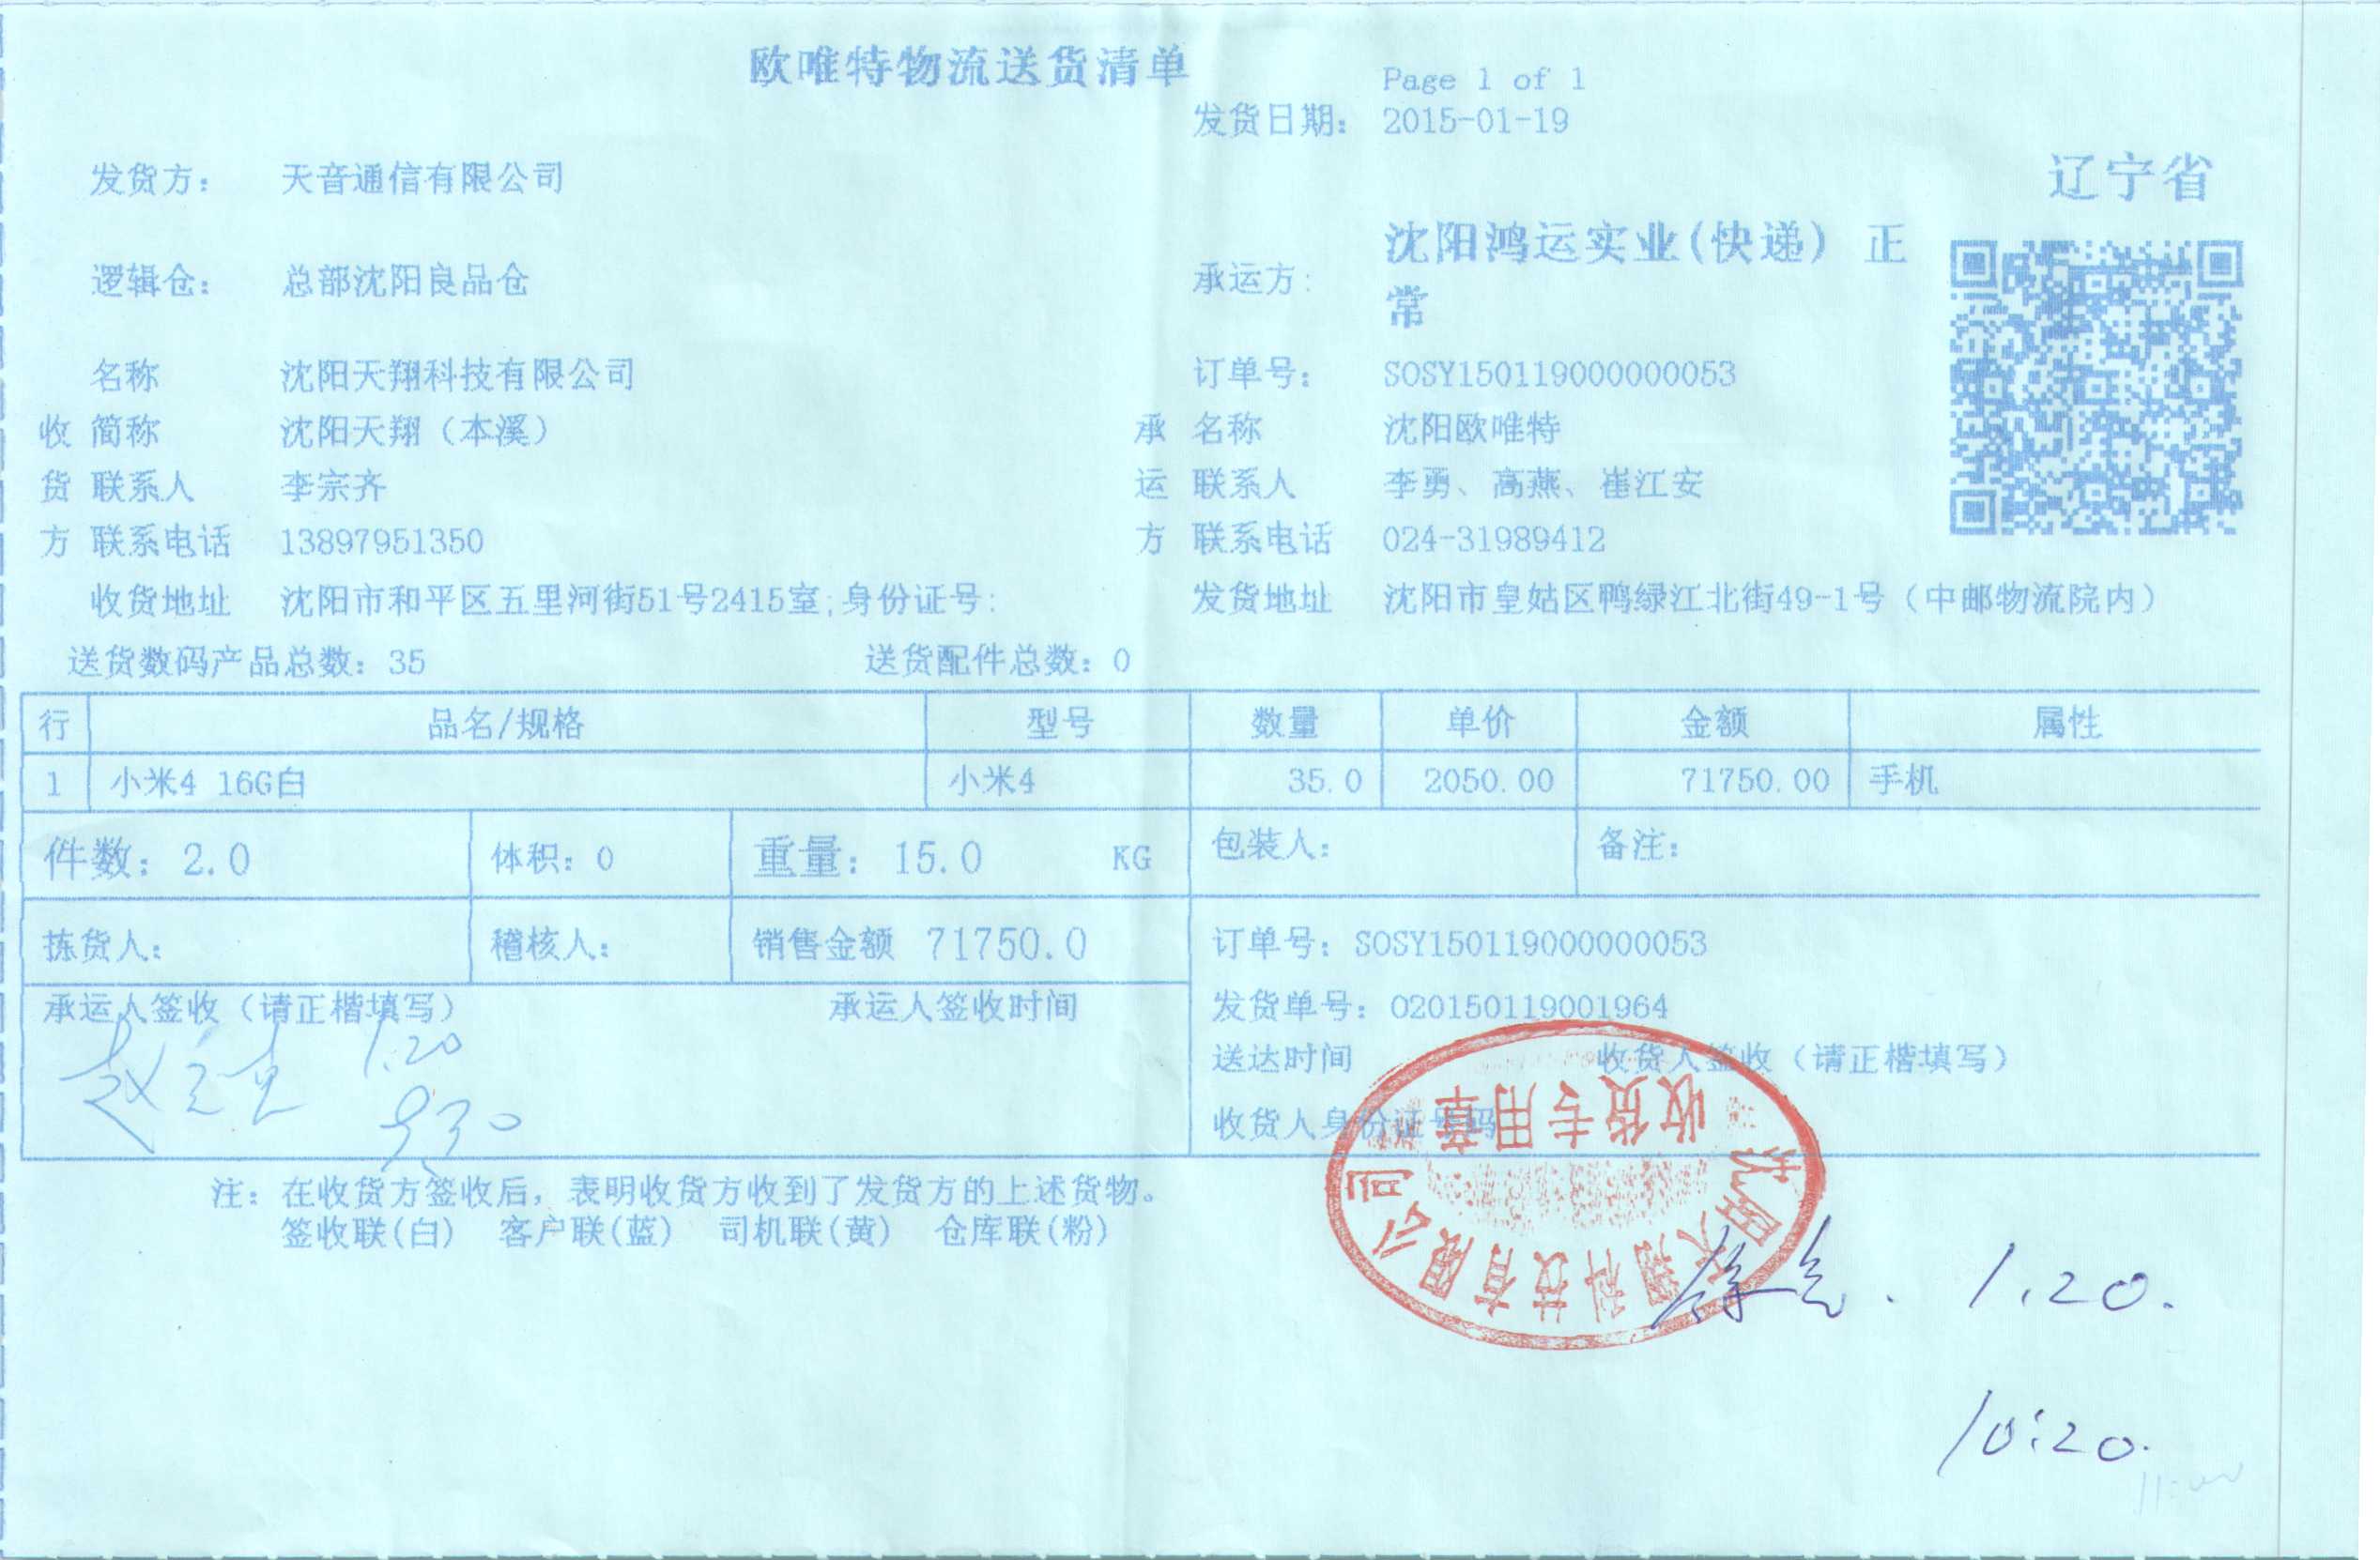 欧唯特物流送货清单
Page 1 of 1
发货日期： 2015-01-19
发货方： 天音通信有限公司
辽宁省
逻辑仓： 总部沈阳良品仓
承运方： 沈阳鸿运实业(快递) 正常
名称 沈阳天翔科技有限公司
订单号： SOSY150119000000053
收 简称 沈阳天翔（本溪）
承 名称 沈阳欧唯特
货 联系人 李宗齐
运 联系人 李勇、高燕、崔江安
方 联系电话 13897951350
方 联系电话 024-31989412
收货地址 沈阳市和平区五里河街51号2415室;身份证号:
发货地址 沈阳市皇姑区鸭绿江北街49-1号（中邮物流院内）
送货数码产品总数：35 送货配件总数：0
行 品名/规格 型号 数量 单价 金额 属性
1 小米4 16G白 小米4 35.0 2050.00 71750.00 手机
件数：2.0 体积：0 重量：15.0 KG 包装人： 备注：
拣货人： 稽核人： 销售金额 71750.0 订单号：SOSY150119000000053
承运人签收（请正楷填写） 承运人签收时间 发货单号：020150119001964
1.20
9:30
送达时间 收货人签收（请正楷填写）
收货人身份证号码
收货专用章
沈阳天翔科技有限公司
注：在收货方签收后，表明收货方收到了发货方的上述货物。
签收联(白) 客户联(蓝) 司机联(黄) 仓库联(粉)
1.20.
10:20.